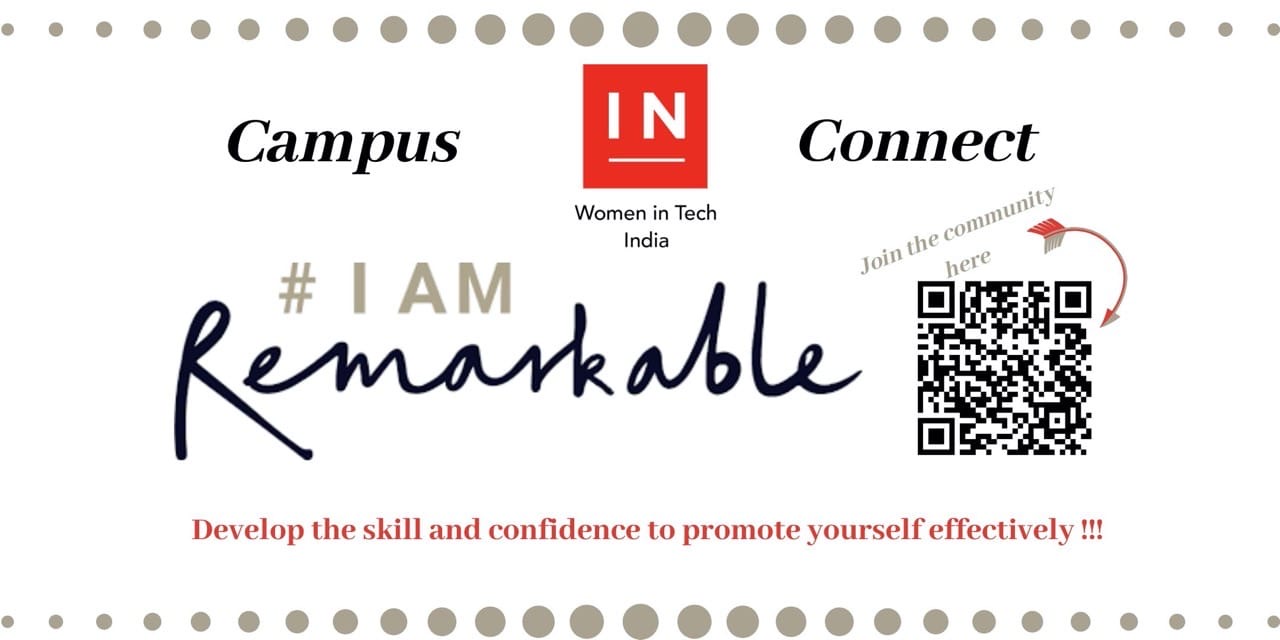 Campus
IN
Connect
Women in Tech
India
Join the community
here
# I AM
Remarkable
Develop the skill and confidence to promote yourself effectively !!!